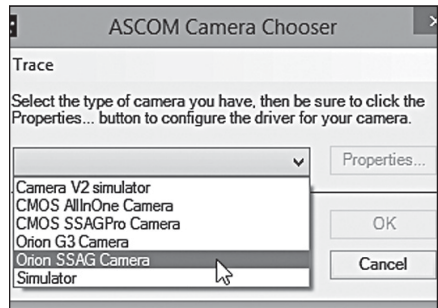 ASCOM Camera Chooser
Trace
Select the type of camera you have, then be sure to click the
Properties... button to configure the driver for your camera.
Properties...
Camera V2 simulator
CMOS AllInOne Camera
CMOS SSAGPro Camera
Orion G3 Camera
Orion SSAG Camera
Simulator
OK
Cancel